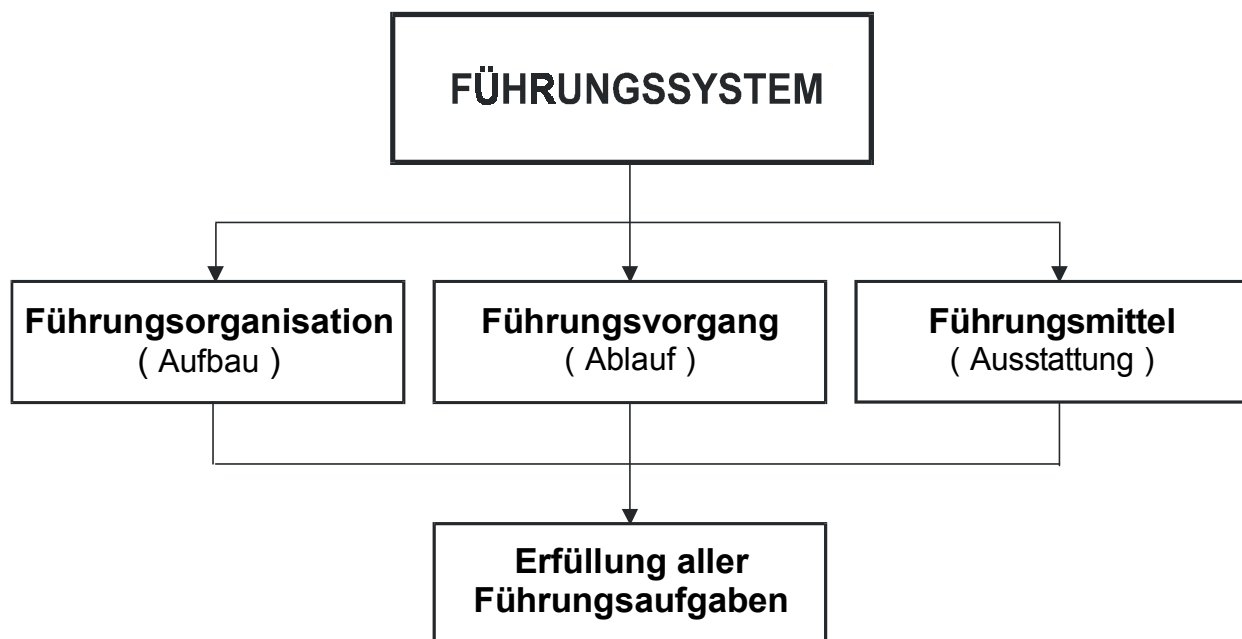 FÜHRUNGSSYSTEM
Führungsorganisation
( Aufbau )
Führungsvorgang
( Ablauf )
Führungsmittel
( Ausstattung )
Erfüllung aller
Führungsaufgaben